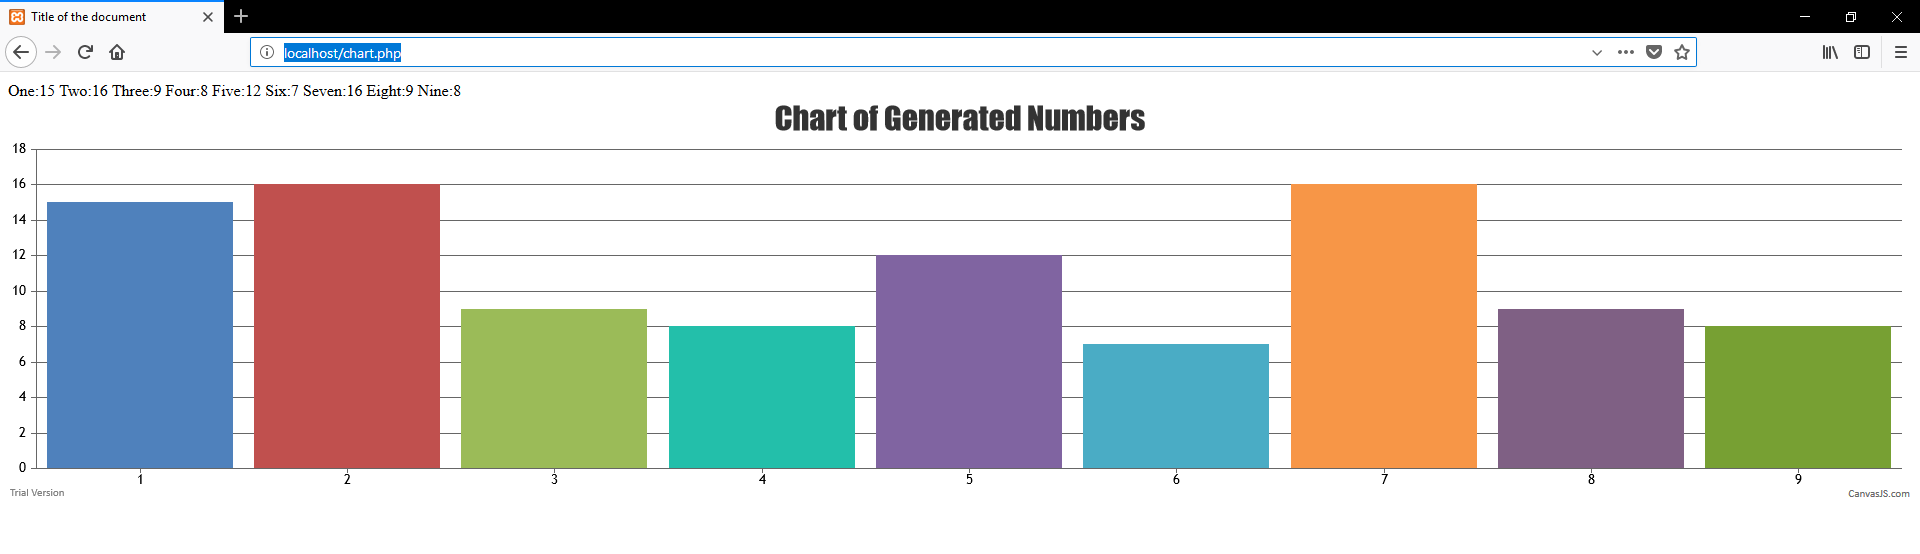 Title of the document
localhost/chart.php
One:15 Two:16 Three:9 Four:8 Five:12 Six:7 Seven:16 Eight:9 Nine:8
Chart of Generated Numbers
18
16
14
12
10
8
6
4
2
0
1 2 3 4 5 6 7 8 9
Trial Version
CanvasJS.com